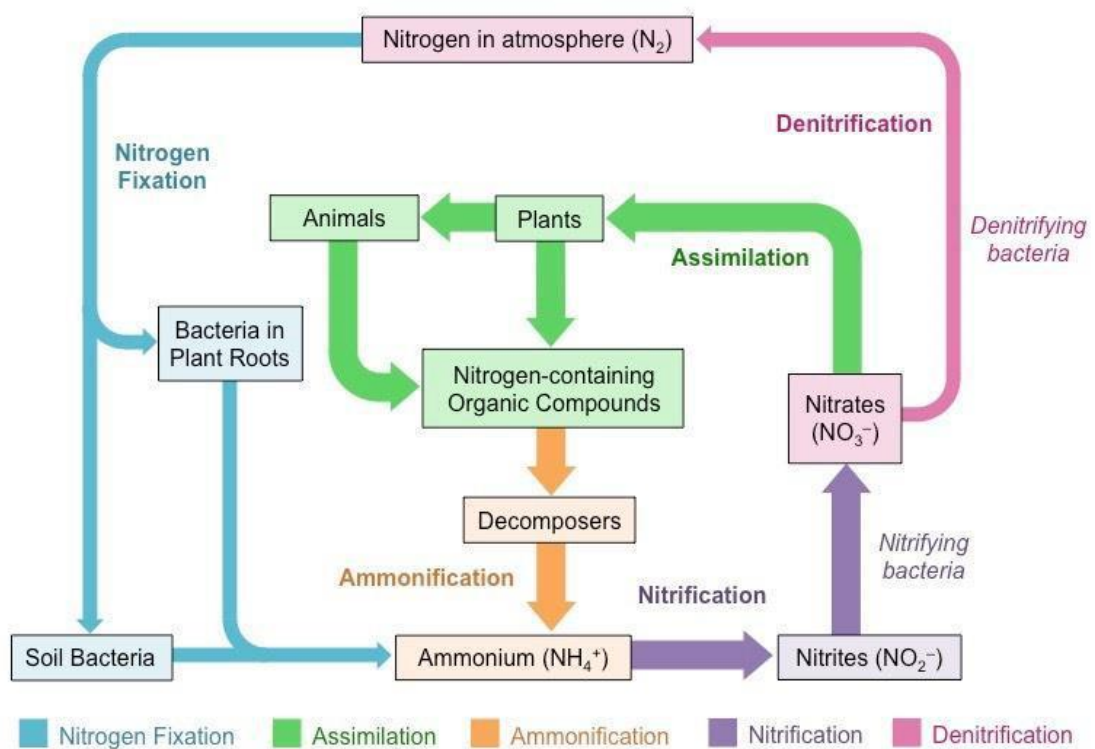 Nitrogen in atmosphere (N₂)
Denitrification
Nitrogen
Fixation
Animals
Plants
Denitrifying
bacteria
Assimilation
Bacteria in
Plant Roots
Nitrogen-containing
Organic Compounds
Nitrates
(NO₃⁻)
Decomposers
Nitrifying
bacteria
Ammonification
Nitrification
Soil Bacteria
Ammonium (NH₄⁺)
Nitrites (NO₂⁻)
Nitrogen Fixation
Assimilation
Ammonification
Nitrification
Denitrification